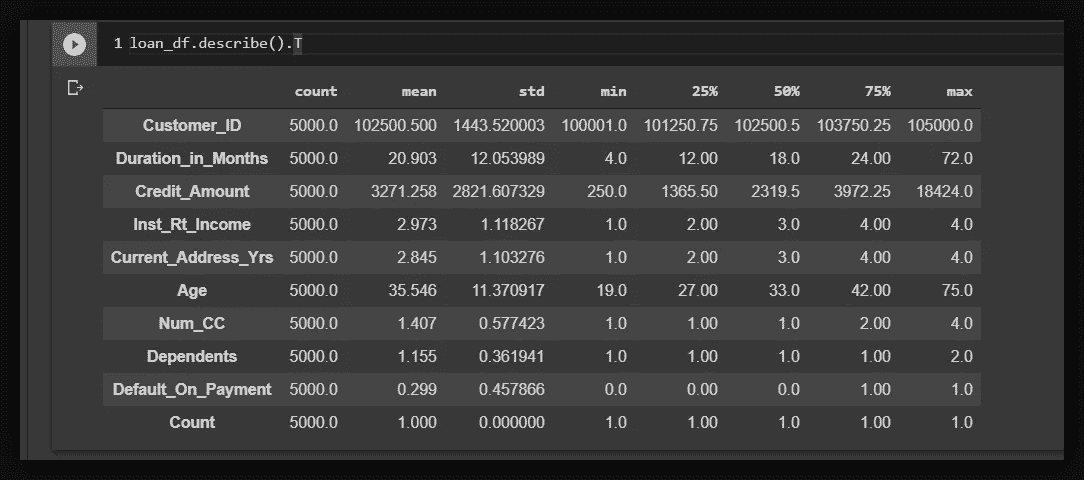 1 loan_df.describe().T
count mean std min 25% 50% 75% max
Customer_ID 5000.0 102500.500 1443.520003 100001.0 101250.75 102500.5 103750.25 105000.0
Duration_in_Months 5000.0 20.903 12.053989 4.0 12.00 18.0 24.00 72.0
Credit_Amount 5000.0 3271.258 2821.607329 250.0 1365.50 2319.5 3972.25 18424.0
Inst_Rt_Income 5000.0 2.973 1.118267 1.0 2.00 3.0 4.00 4.0
Current_Address_Yrs 5000.0 2.845 1.103276 1.0 2.00 3.0 4.00 4.0
Age 5000.0 35.546 11.370917 19.0 27.00 33.0 42.00 75.0
Num_CC 5000.0 1.407 0.577423 1.0 1.00 1.0 2.00 4.0
Dependents 5000.0 1.155 0.361941 1.0 1.00 1.0 1.00 2.0
Default_On_Payment 5000.0 0.299 0.457866 0.0 0.00 0.0 1.00 1.0
Count 5000.0 1.000 0.000000 1.0 1.00 1.0 1.00 1.0